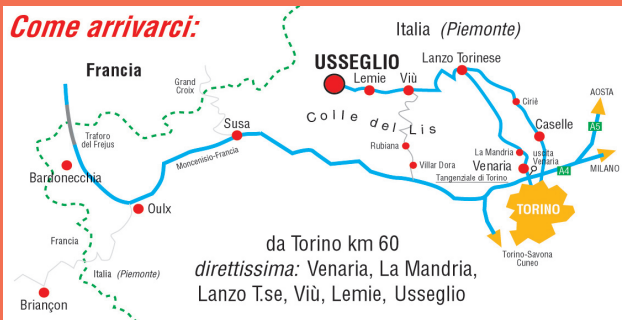 Come arrivarci:
Italia (Piemonte)
Francia
USSEGLIO
Lanzo Torinese
Grand
Croix
Lemie
Viù
AOSTA
Ciriè
Colle del Lis
Caselle
A5
Susa
Traforo
del Frejus
Rubiana
La Mandria
uscita
Venaria
Moncenisio-Francia
Villar Dora
Venaria
Bardonecchia
Tangenziale di Torino
A4
MILANO
Oulx
TORINO
Francia
da Torino km 60
Torino-Savona
Cuneo
Italia (Piemonte)
direttissima: Venaria, La Mandria,
Lanzo T.se, Viù, Lemie, Usseglio
Briançon